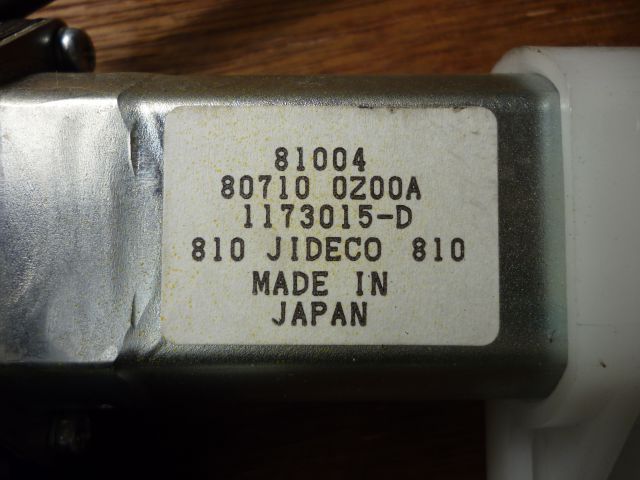 81004
80710 0Z00A
1173015-D
810 JIDECO 810
MADE IN
JAPAN